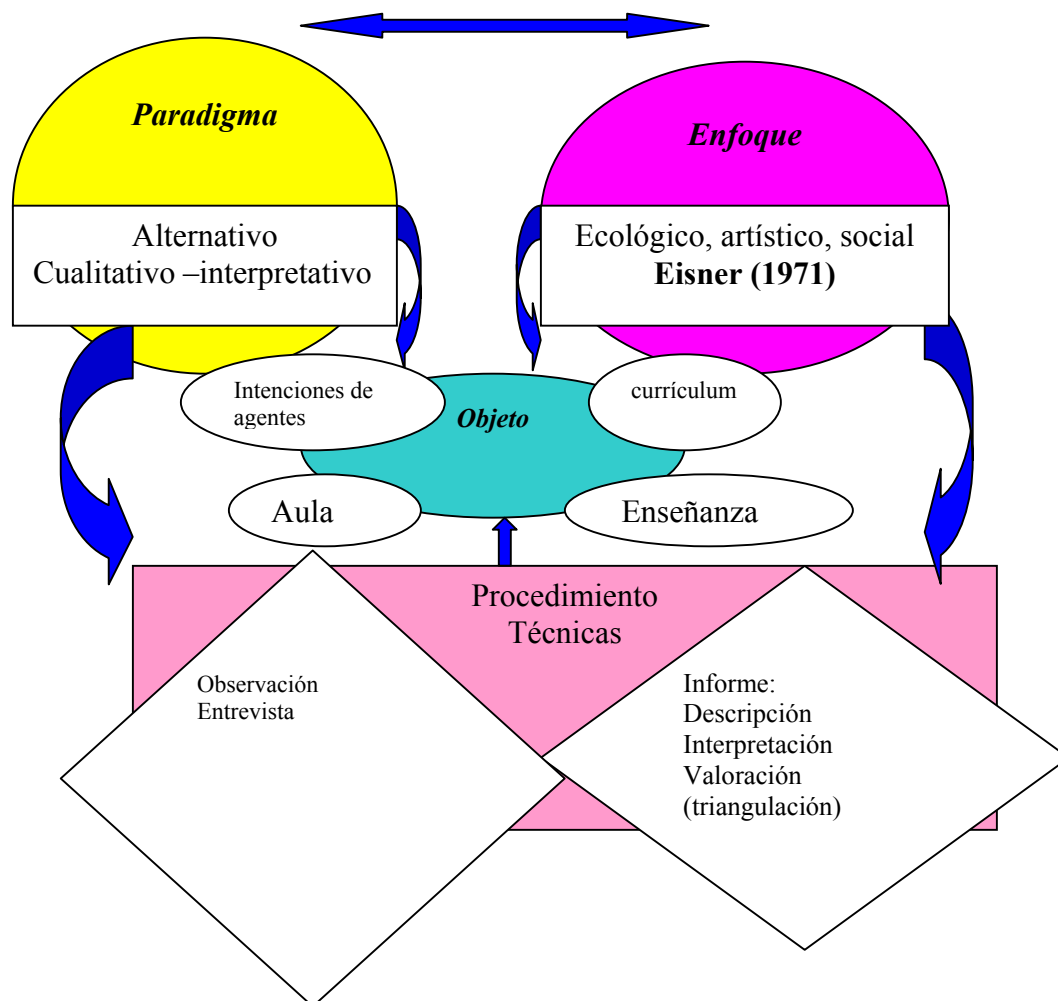 Paradigma
Enfoque
Alternativo
Cualitativo –interpretativo
Ecológico, artístico, social
Eisner (1971)
Intenciones de
agentes
Objeto
currículum
Aula
Enseñanza
Procedimiento
Técnicas
Observación
Entrevista
Informe:
Descripción
Interpretación
Valoración
(triangulación)